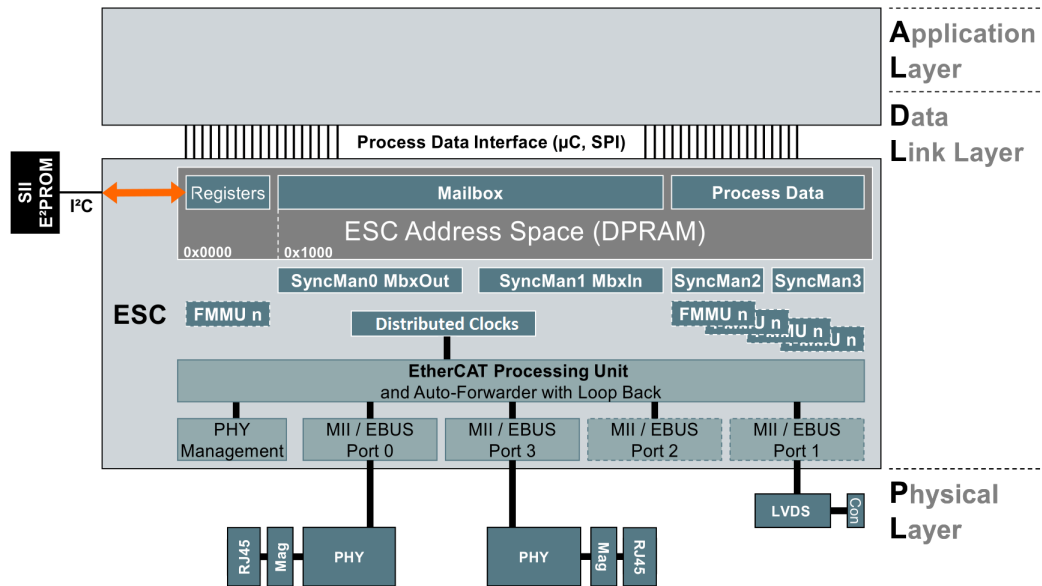 Application
Layer
Data
Link Layer
Process Data Interface (µC, SPI)
SII
E²PROM
I²C
Registers
Mailbox
Process Data
ESC Address Space (DPRAM)
0x0000
0x1000
SyncMan0 MbxOut
SyncMan1 MbxIn
SyncMan2
SyncMan3
ESC
FMMU n
Distributed Clocks
FMMU n
MU n
MU n
MU n
EtherCAT Processing Unit
and Auto-Forwarder with Loop Back
PHY
Management
MII / EBUS
Port 0
MII / EBUS
Port 3
MII / EBUS
Port 2
MII / EBUS
Port 1
Physical
Layer
LVDS
Con
RJ45
Mag
PHY
PHY
Mag
RJ45